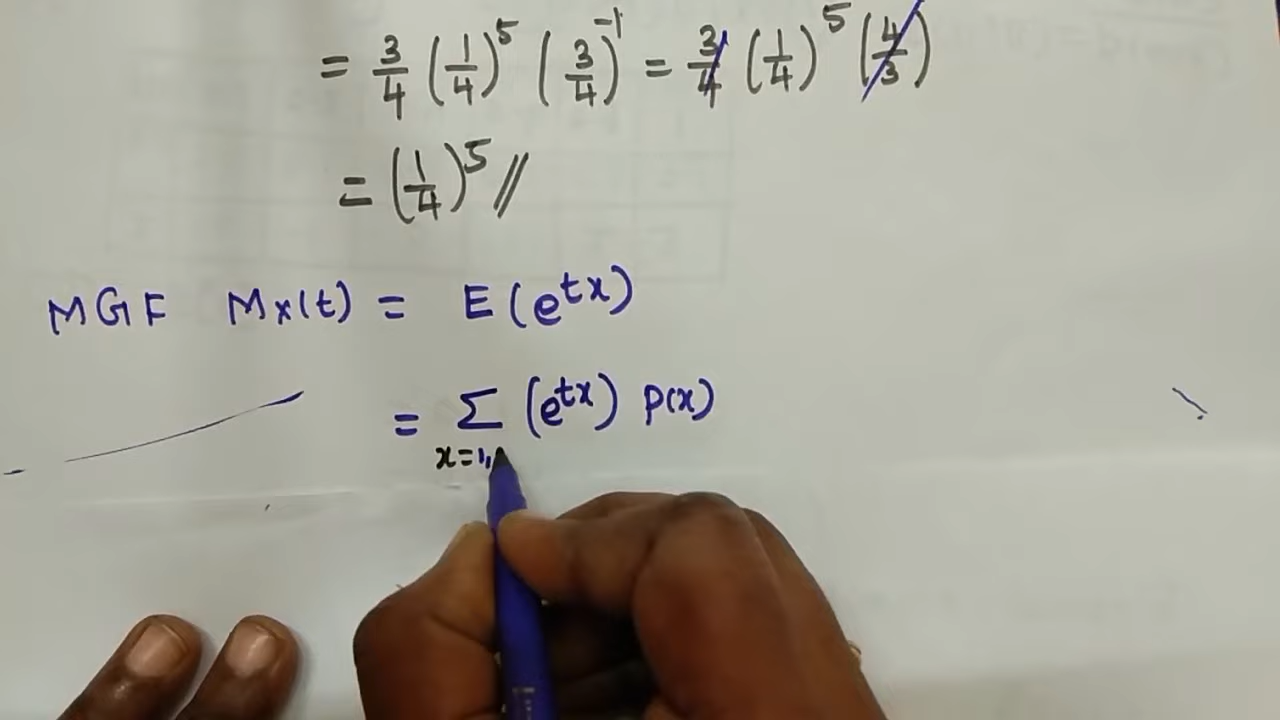 = 3/4 (1/4)^5 (3/4)^-1 = 3/4 (1/4)^5 (4/3)
= (1/4)^5 //
MGF Mx(t) = E(e^tx)
= Σ (e^tx) P(x)
x=1,